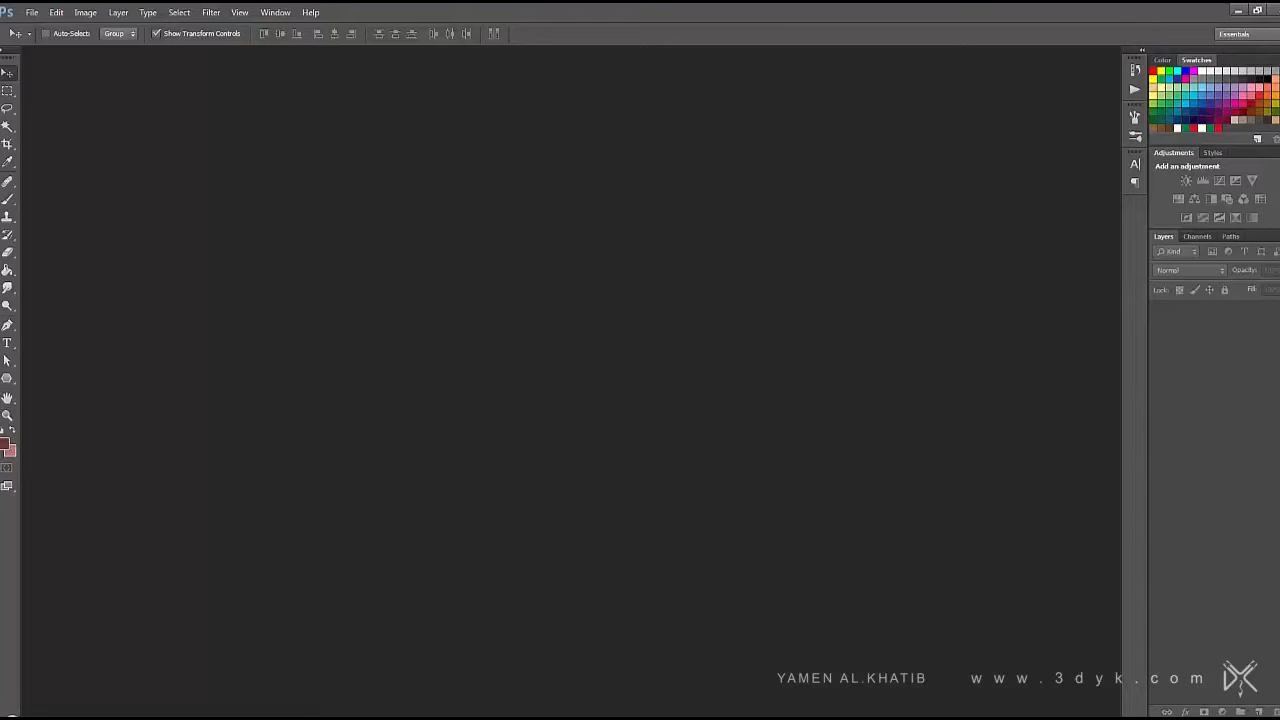 Ps File Edit Image Layer Type Select Filter View Window Help
Auto-Select: Group Show Transform Controls Essentials
Color Swatches
Adjustments Styles
Add an adjustment
Layers Channels Paths
Kind
Normal Opacity:
Lock: Fill:
YAMEN AL.KHATIB www.3dyk.com